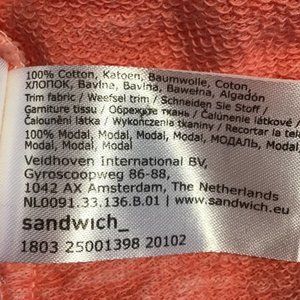 100% Cotton, Katoen, Baumwolle, Coton,
ХЛОПОК, Bavlna, Bavlna, Bawełna, Algodón
Trim fabric / Weefsel trim / Schneiden Sie Stoff /
Garniture tissu / Обрежьте ткань / Čalúnenie látkové /
Čalounění látka / Wykończenia tkaniny / Recortar la tel
100% Modal, Modal, Modal, Modal, МОДАЛЬ, Modal,
Modal, Modal, Modal
Veldhoven International BV,
Gyroscoopweg 86-88,
1042 AX Amsterdam, The Netherlands
NL0091.33.136.B.01 | www.sandwich.eu
sandwich_
1803 25001398 20102